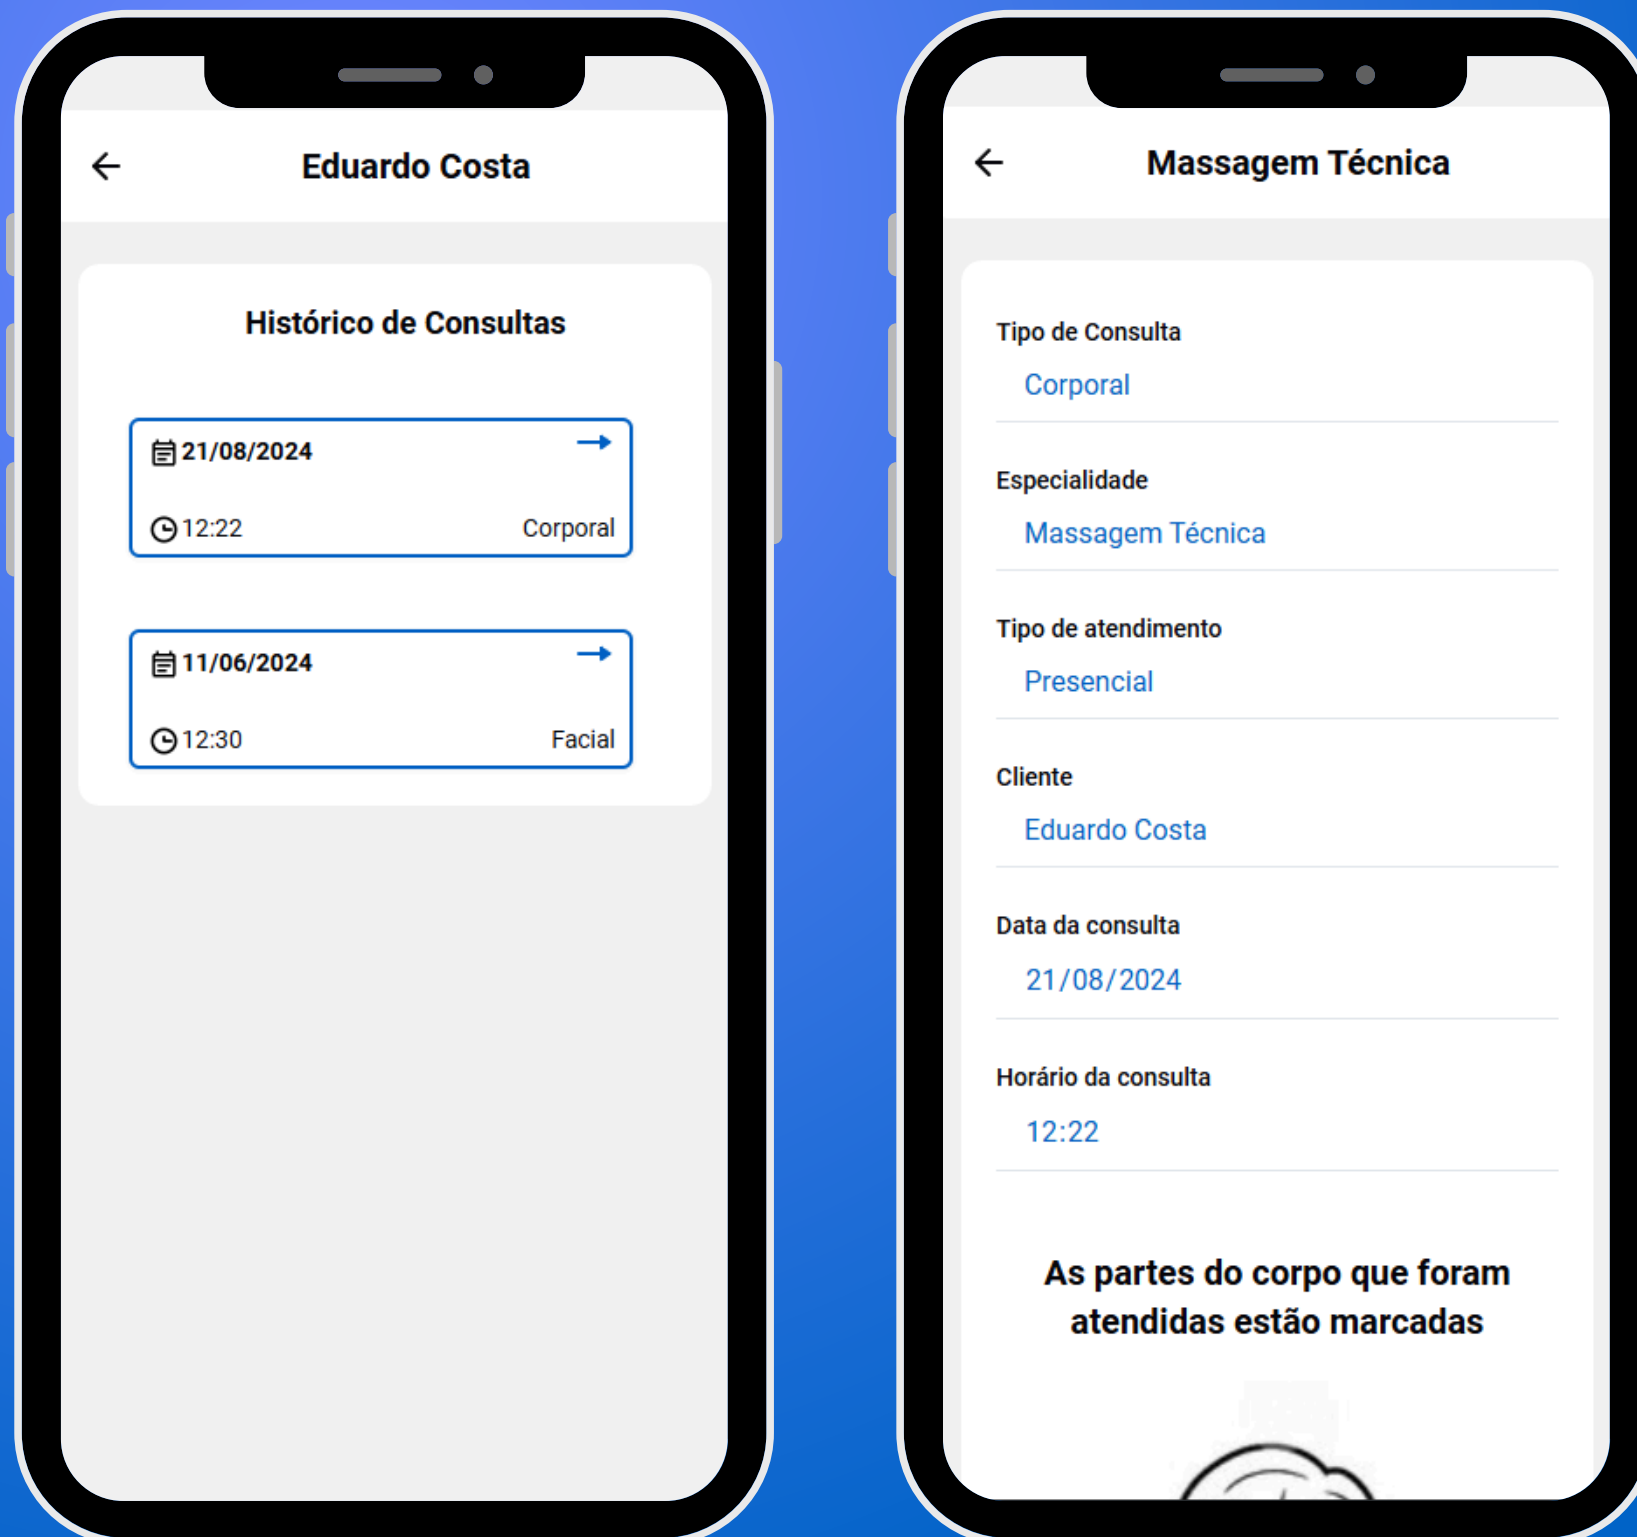 Eduardo Costa
Histórico de Consultas
21/08/2024
12:22 Corporal
11/06/2024
12:30 Facial
Massagem Técnica
Tipo de Consulta
Corporal
Especialidade
Massagem Técnica
Tipo de atendimento
Presencial
Cliente
Eduardo Costa
Data da consulta
21/08/2024
Horário da consulta
12:22
As partes do corpo que foram
atendidas estão marcadas